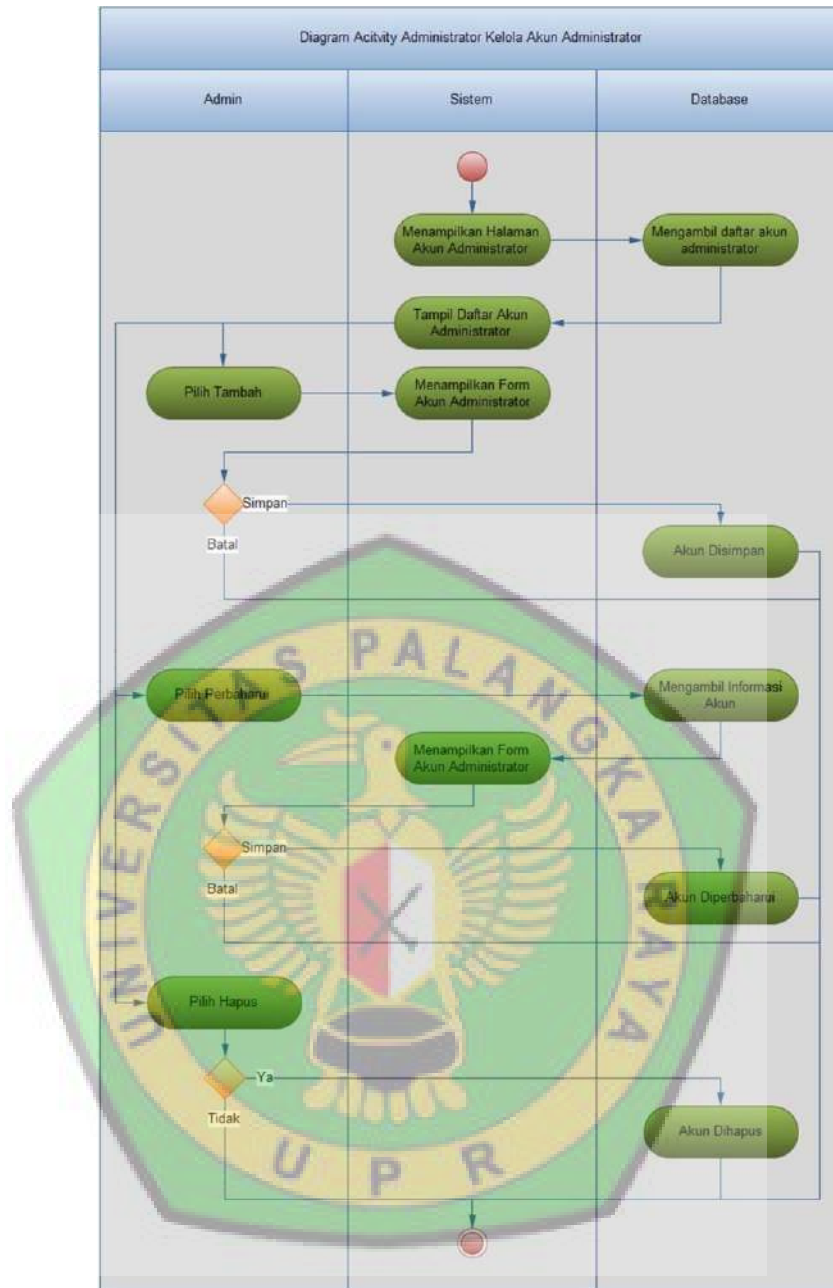 Diagram Acitvity Administrator Kelola Akun Administrator
Admin
Sistem
Database
Menampilkan Halaman
Akun Administrator
Mengambil daftar akun
administrator
Tampil Daftar Akun
Administrator
Pilih Tambah
Menampilkan Form
Akun Administrator
Simpan
Batal
Akun Disimpan
Pilih Perbaharui
Mengambil Informasi
Akun
Menampilkan Form
Akun Administrator
Simpan
Batal
Akun Diperbaharui
Pilih Hapus
Ya
Tidak
Akun Dihapus
UNIVERSITAS PALANGKA RAYA
UPR